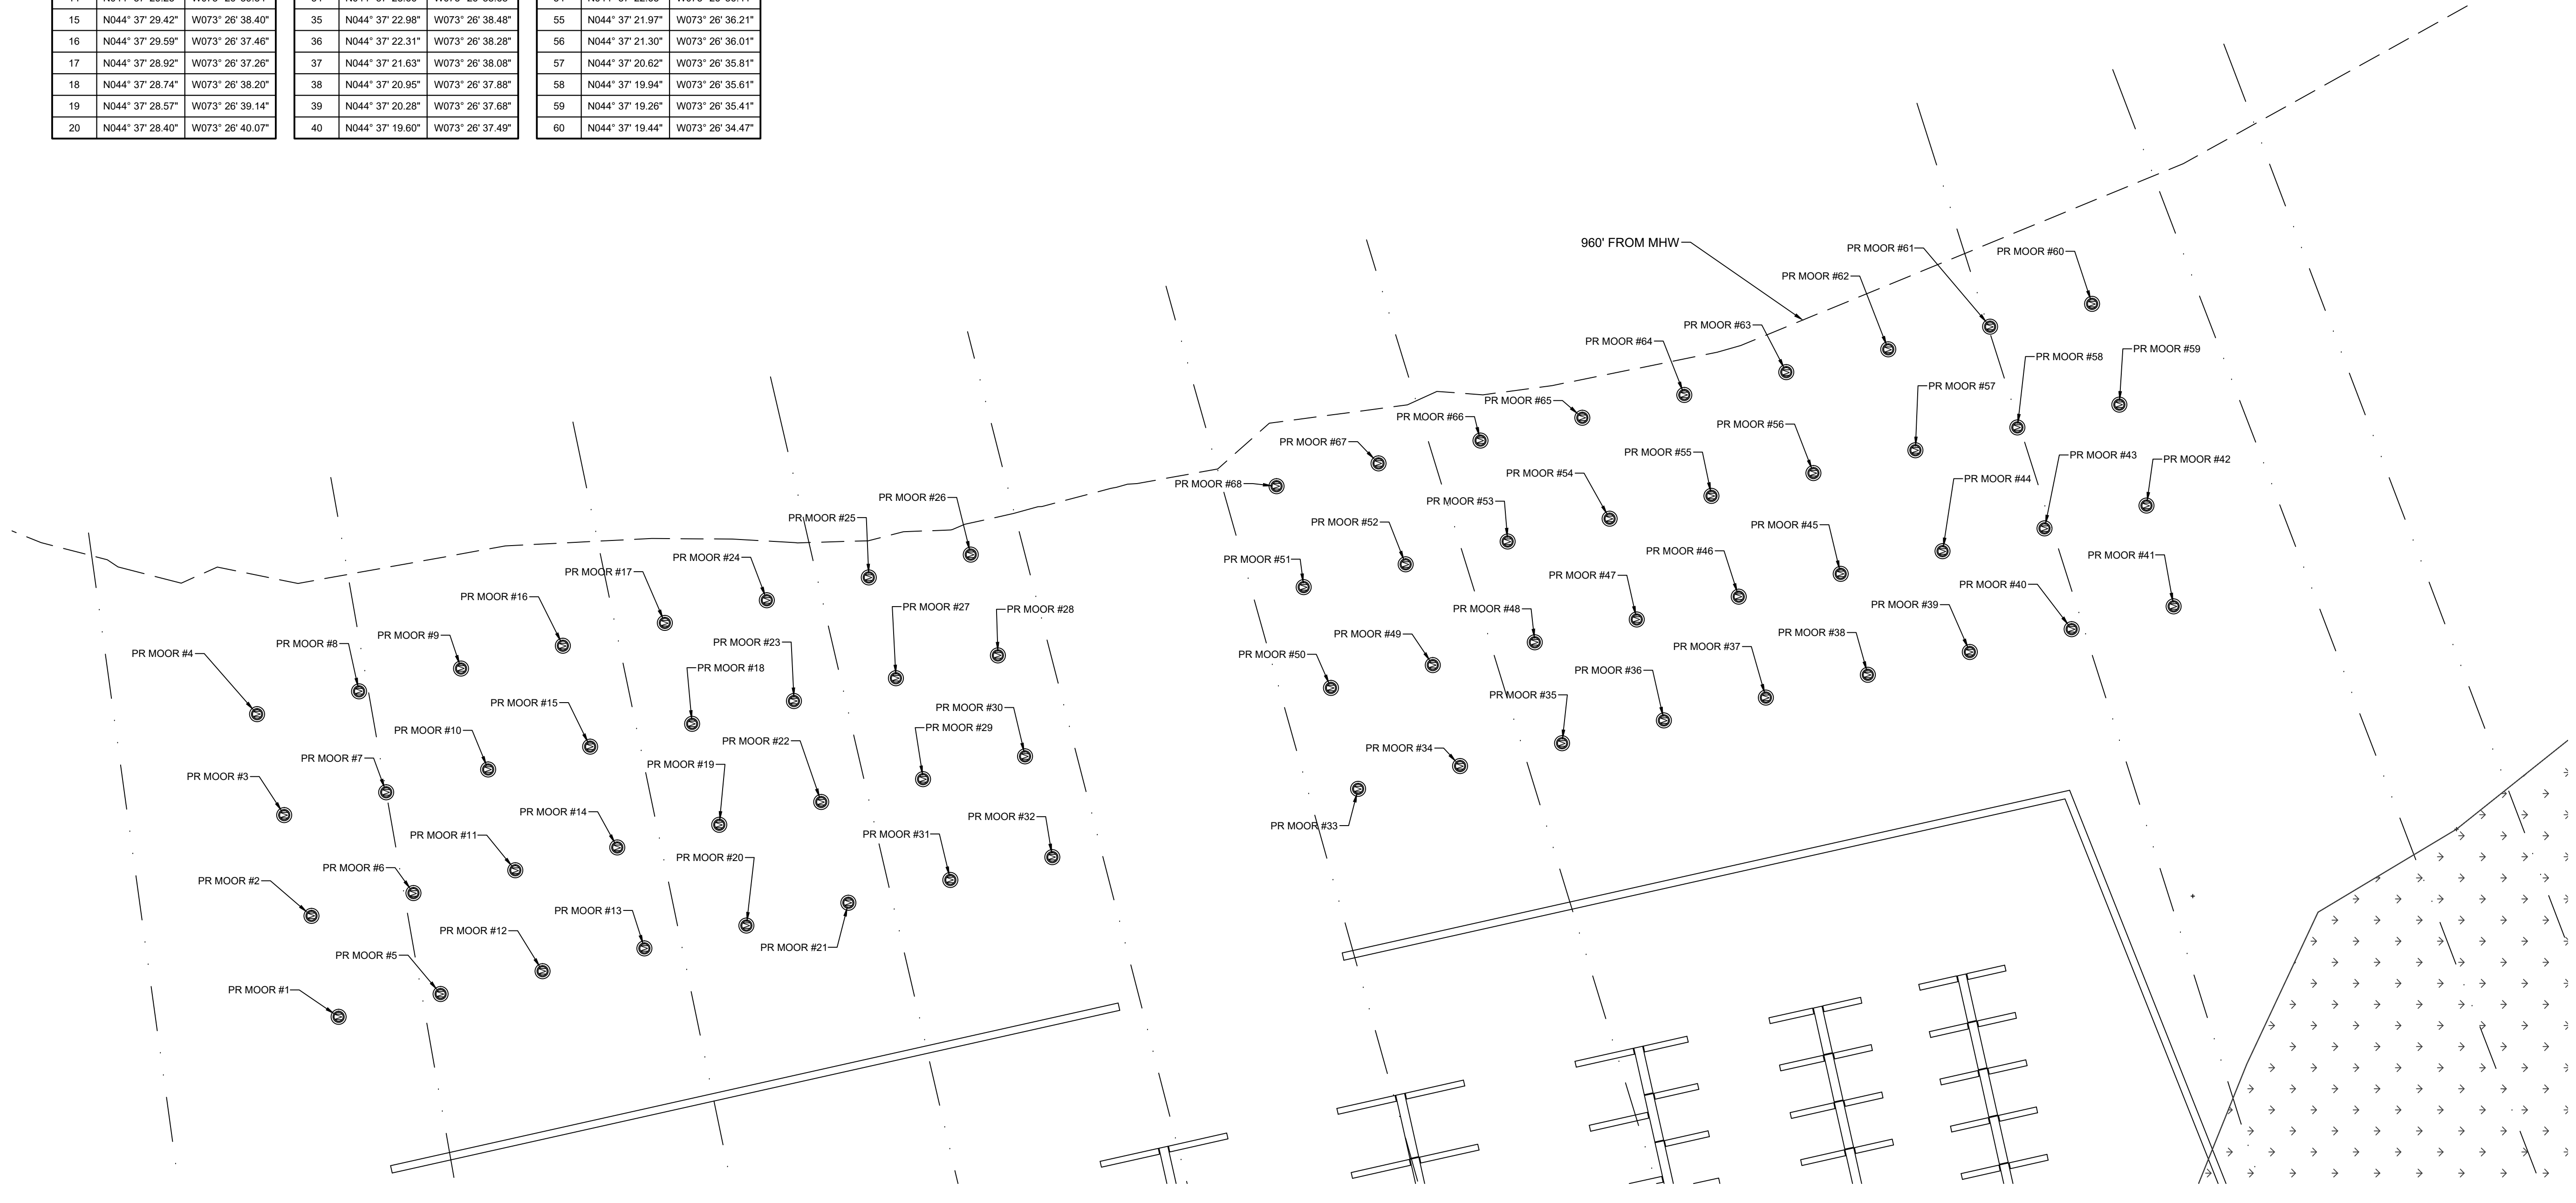 15 N044° 37' 29.42" W073° 26' 38.40" 35 N044° 37' 22.98" W073° 26' 38.48" 55 N044° 37' 21.97" W073° 26' 36.21"
16 N044° 37' 29.59" W073° 26' 37.46" 36 N044° 37' 22.31" W073° 26' 38.28" 56 N044° 37' 21.30" W073° 26' 36.01"
17 N044° 37' 28.92" W073° 26' 37.26" 37 N044° 37' 21.63" W073° 26' 38.08" 57 N044° 37' 20.62" W073° 26' 35.81"
18 N044° 37' 28.74" W073° 26' 38.20" 38 N044° 37' 20.95" W073° 26' 37.88" 58 N044° 37' 19.94" W073° 26' 35.61"
19 N044° 37' 28.57" W073° 26' 39.14" 39 N044° 37' 20.28" W073° 26' 37.68" 59 N044° 37' 19.26" W073° 26' 35.41"
20 N044° 37' 28.40" W073° 26' 40.07" 40 N044° 37' 19.60" W073° 26' 37.49" 60 N044° 37' 19.44" W073° 26' 34.47"
960' FROM MHW
PR MOOR #61
PR MOOR #60
PR MOOR #62
PR MOOR #63
PR MOOR #64
PR MOOR #59
PR MOOR #58
PR MOOR #57
PR MOOR #65
PR MOOR #66
PR MOOR #56
PR MOOR #67
PR MOOR #55
PR MOOR #43
PR MOOR #42
PR MOOR #54
PR MOOR #44
PR MOOR #68
PR MOOR #26
PR MOOR #53
PR MOOR #25
PR MOOR #52
PR MOOR #45
PR MOOR #46
PR MOOR #41
PR MOOR #24
PR MOOR #51
PR MOOR #17
PR MOOR #47
PR MOOR #40
PR MOOR #16
PR MOOR #39
PR MOOR #27
PR MOOR #28
PR MOOR #48
PR MOOR #38
PR MOOR #49
PR MOOR #9
PR MOOR #23
PR MOOR #8
PR MOOR #37
PR MOOR #4
PR MOOR #50
PR MOOR #18
PR MOOR #36
PR MOOR #35
PR MOOR #15
PR MOOR #30
PR MOOR #29
PR MOOR #10
PR MOOR #22
PR MOOR #34
PR MOOR #7
PR MOOR #19
PR MOOR #3
PR MOOR #14
PR MOOR #32
PR MOOR #33
PR MOOR #31
PR MOOR #11
PR MOOR #20
PR MOOR #6
PR MOOR #2
PR MOOR #13
PR MOOR #12
PR MOOR #21
PR MOOR #5
PR MOOR #1